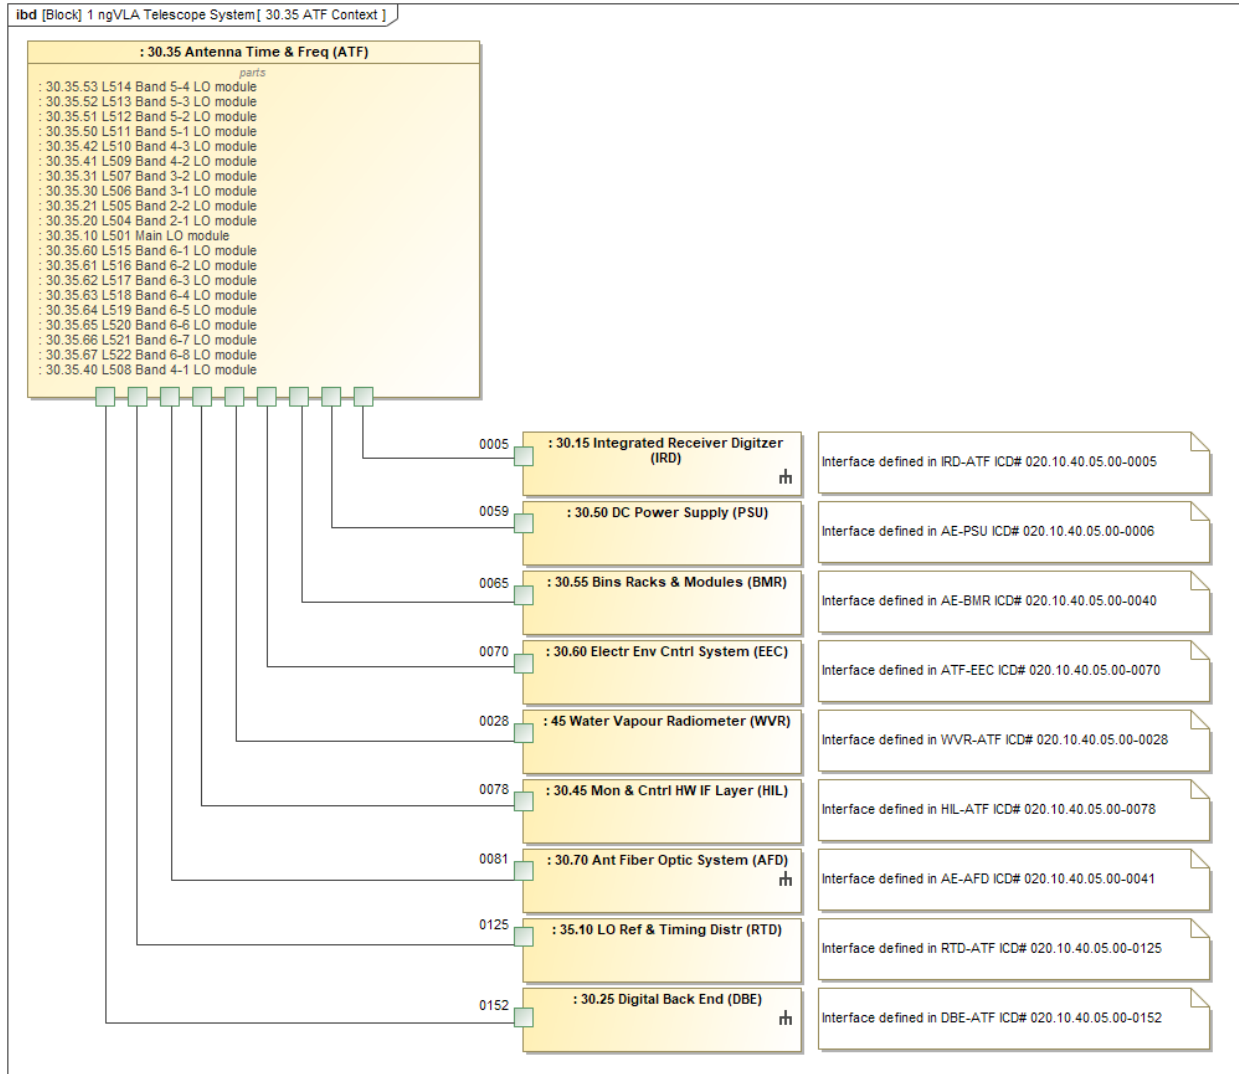 ibd [Block] 1 ngVLA Telescope System[ 30.35 ATF Context ]
: 30.35 Antenna Time & Freq (ATF)
parts
: 30.35.53 L514 Band 5-4 LO module
: 30.35.52 L513 Band 5-3 LO module
: 30.35.51 L512 Band 5-2 LO module
: 30.35.50 L511 Band 5-1 LO module
: 30.35.42 L510 Band 4-3 LO module
: 30.35.41 L509 Band 4-2 LO module
: 30.35.31 L507 Band 3-2 LO module
: 30.35.30 L506 Band 3-1 LO module
: 30.35.21 L505 Band 2-2 LO module
: 30.35.20 L504 Band 2-1 LO module
: 30.35.10 L501 Main LO module
: 30.35.60 L515 Band 6-1 LO module
: 30.35.61 L516 Band 6-2 LO module
: 30.35.62 L517 Band 6-3 LO module
: 30.35.63 L518 Band 6-4 LO module
: 30.35.64 L519 Band 6-5 LO module
: 30.35.65 L520 Band 6-6 LO module
: 30.35.66 L521 Band 6-7 LO module
: 30.35.67 L522 Band 6-8 LO module
: 30.35.40 L508 Band 4-1 LO module
0005
: 30.15 Integrated Receiver Digitzer
(IRD)
Interface defined in IRD-ATF ICD# 020.10.40.05.00-0005
0059
: 30.50 DC Power Supply (PSU)
Interface defined in AE-PSU ICD# 020.10.40.05.00-0006
0065
: 30.55 Bins Racks & Modules (BMR)
Interface defined in AE-BMR ICD# 020.10.40.05.00-0040
0070
: 30.60 Electr Env Cntrl System (EEC)
Interface defined in ATF-EEC ICD# 020.10.40.05.00-0070
0028
: 45 Water Vapour Radiometer (WVR)
Interface defined in WVR-ATF ICD# 020.10.40.05.00-0028
0078
: 30.45 Mon & Cntrl HW IF Layer (HIL)
Interface defined in HIL-ATF ICD# 020.10.40.05.00-0078
0081
: 30.70 Ant Fiber Optic System (AFD)
Interface defined in AE-AFD ICD# 020.10.40.05.00-0041
0125
: 35.10 LO Ref & Timing Distr (RTD)
Interface defined in RTD-ATF ICD# 020.10.40.05.00-0125
0152
: 30.25 Digital Back End (DBE)
Interface defined in DBE-ATF ICD# 020.10.40.05.00-0152